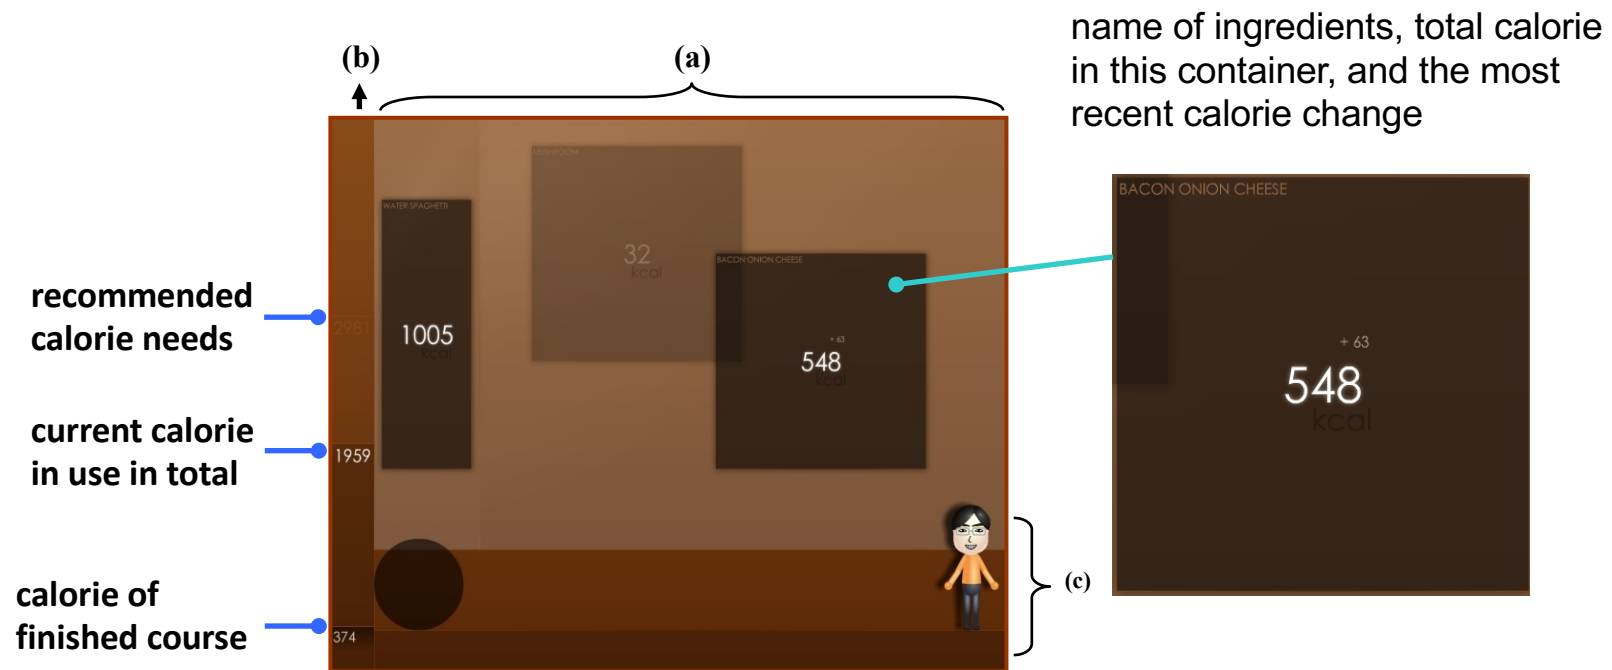 name of ingredients, total calorie
in this container, and the most
recent calorie change
(b)
(a)
MUSHROOM
WATER SPAGHETTI
32
kcal
BACON ONION CHEESE
+ 63
548
kcal
1005
kcal
2981
1959
374
recommended
calorie needs
current calorie
in use in total
calorie of
finished course
(c)
BACON ONION CHEESE
+ 63
548
kcal